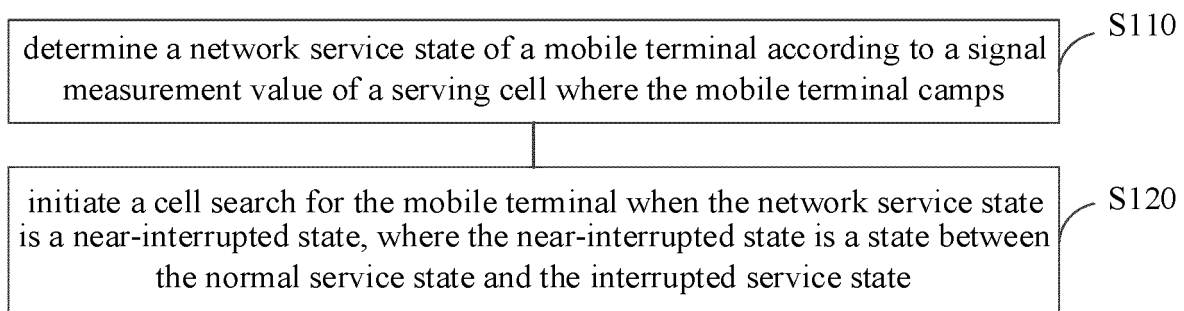 determine a network service state of a mobile terminal according to a signal
measurement value of a serving cell where the mobile terminal camps
S110
initiate a cell search for the mobile terminal when the network service state
is a near-interrupted state, where the near-interrupted state is a state between
the normal service state and the interrupted service state
S120